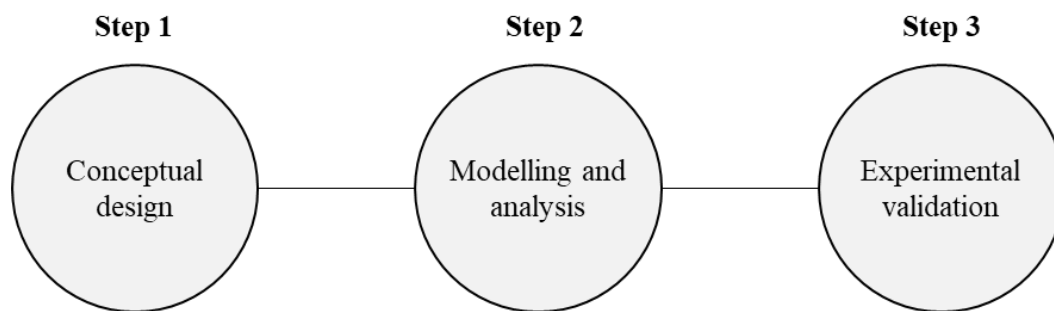 Step 1
Step 2
Step 3
Conceptual
design
Modelling and
analysis
Experimental
validation